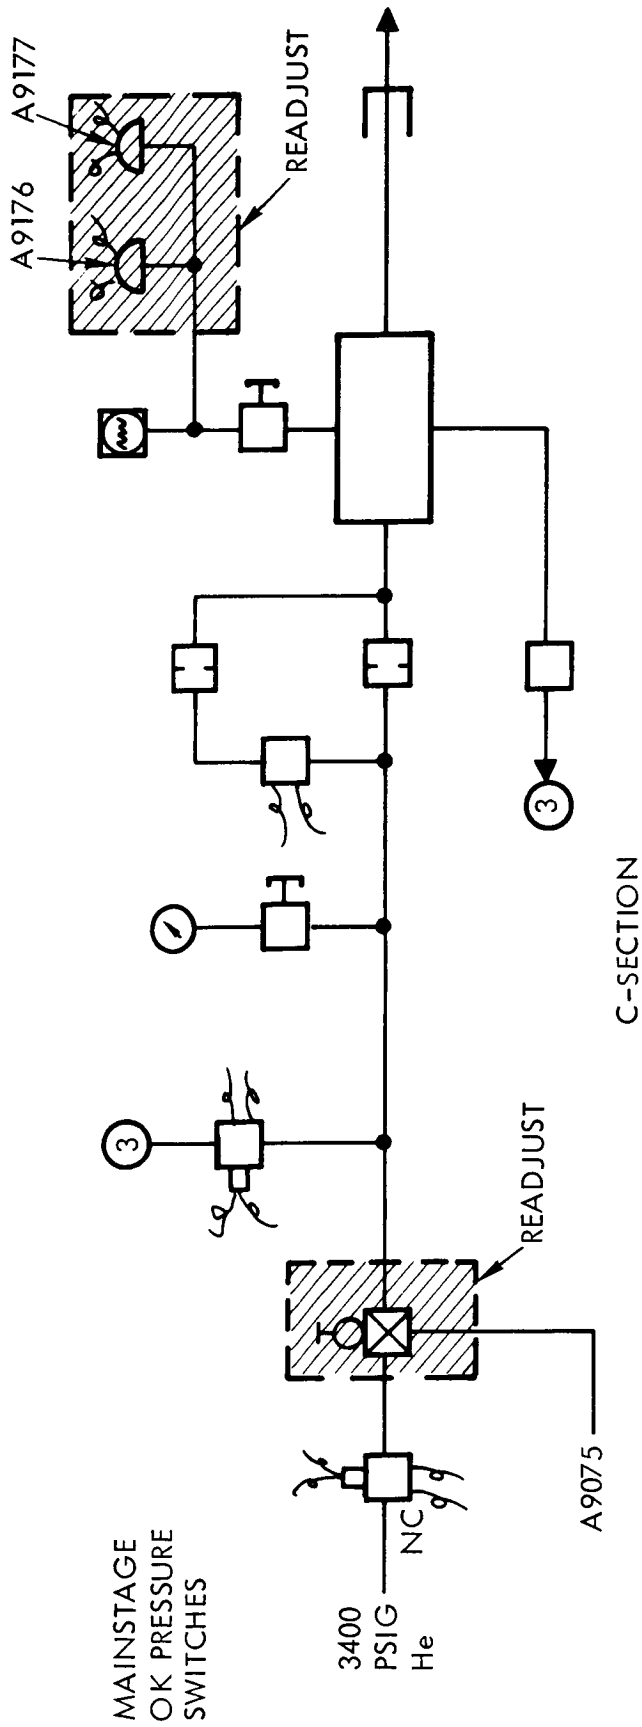 MAINSTAGE
OK PRESSURE
SWITCHES
3400
PSIG
He
NC
A9075
READJUST
3
3
C-SECTION
A9176
A9177
READJUST